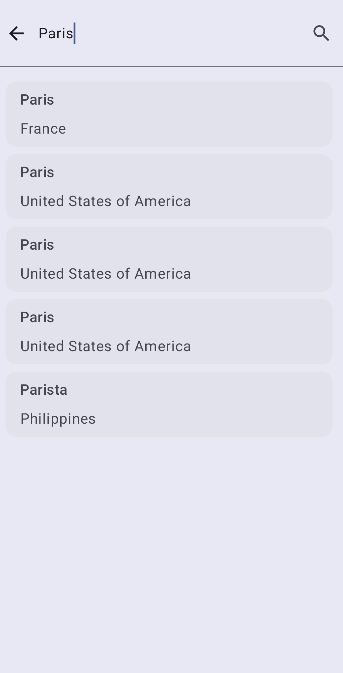 Paris
Paris
France
Paris
United States of America
Paris
United States of America
Paris
United States of America
Parista
Philippines